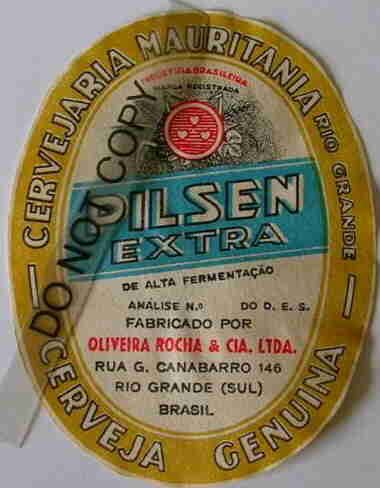 CERVEJARIA MAURITANIA RIO GRANDE
INDUSTRIA BRASILEIRA
MARCA REGISTRADA
PILSEN
EXTRA
DE ALTA FERMENTAÇÃO
ANÁLISE N.º DO D. E. S.
FABRICADO POR
OLIVEIRA ROCHA & CIA. LTDA.
RUA G. CANABARRO 146
RIO GRANDE (SUL)
BRASIL
CERVEJA GENUINA
DO NOT COPY